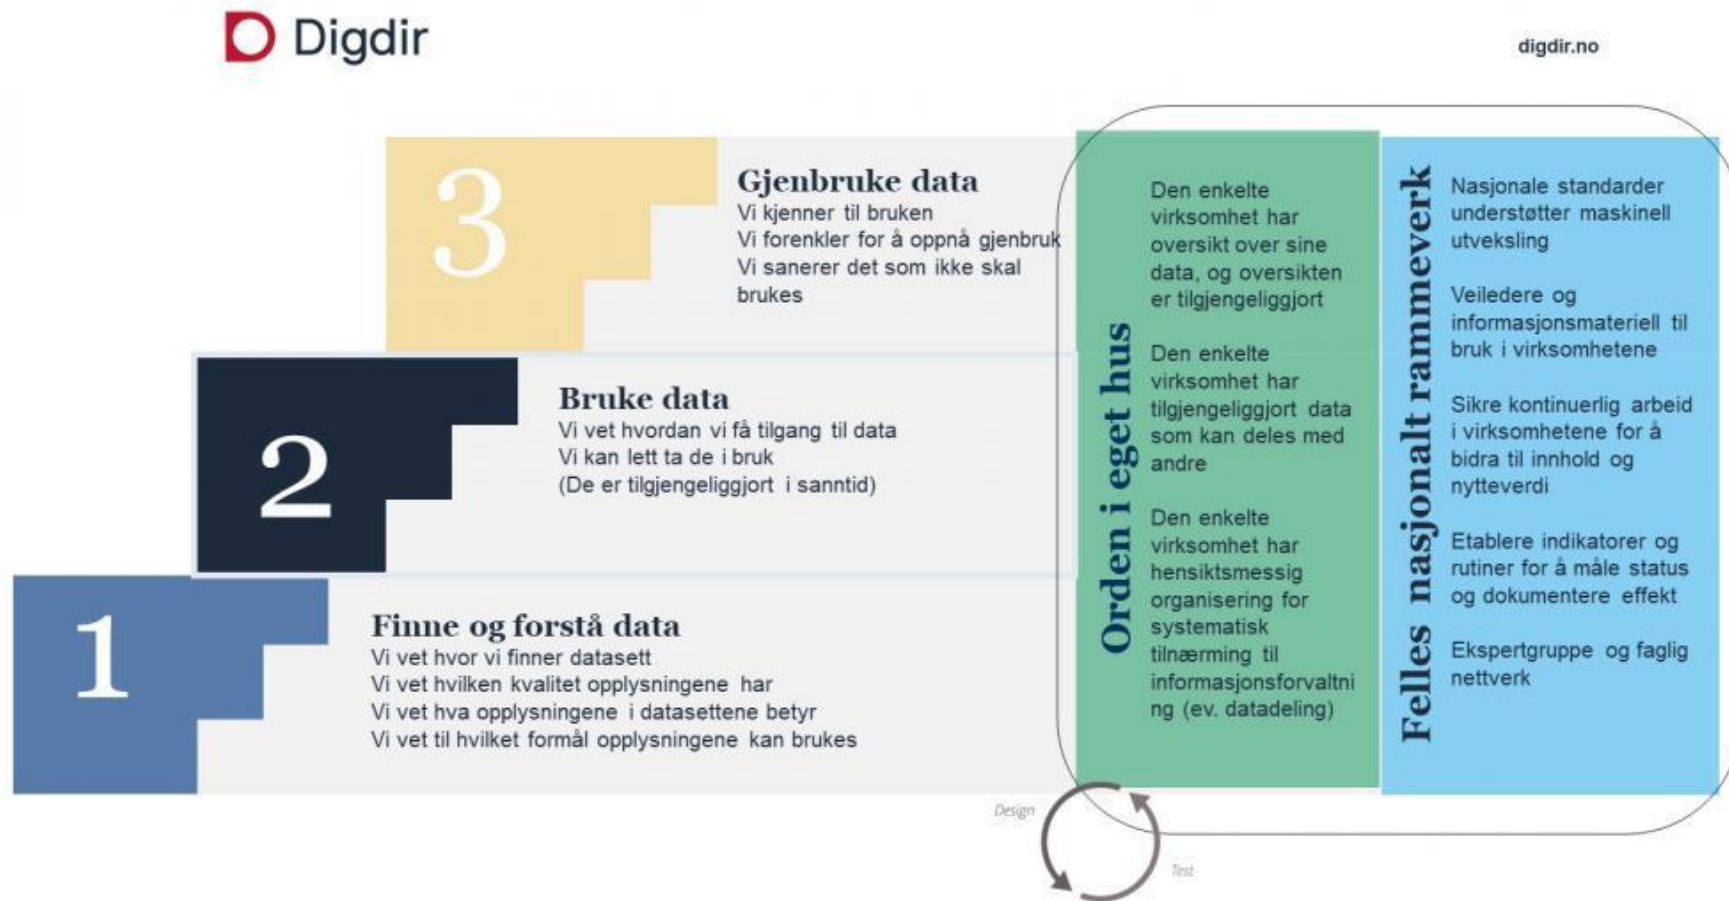 Digdir
digdir.no
3
Gjenbruke data
Vi kjenner til bruken
Vi forenkler for å oppnå gjenbruk
Vi sanerer det som ikke skal
brukes
2
Bruke data
Vi vet hvordan vi få tilgang til data
Vi kan lett ta de i bruk
(De er tilgjengeliggjort i sanntid)
1
Finne og forstå data
Vi vet hvor vi finner datasett
Vi vet hvilken kvalitet opplysningene har
Vi vet hva opplysningene i datasettene betyr
Vi vet til hvilket formål opplysningene kan brukes
Orden i eget hus
Den enkelte
virksomhet har
oversikt over sine
data, og oversikten
er tilgjengeliggjort
Den enkelte
virksomhet har
tilgjengeliggjort data
som kan deles med
andre
Den enkelte
virksomhet har
hensiktsmessig
organisering for
systematisk
tilnærming til
informasjonsforvaltni
ng (ev. datadeling)
Felles nasjonalt rammeverk
Nasjonale standarder
understøtter maskinell
utveksling
Veiledere og
informasjonsmateriell til
bruk i virksomhetene
Sikre kontinuerlig arbeid
i virksomhetene for å
bidra til innhold og
nytteverdi
Etablere indikatorer og
rutiner for å måle status
og dokumentere effekt
Ekspertgruppe og faglig
nettverk
Design
Test